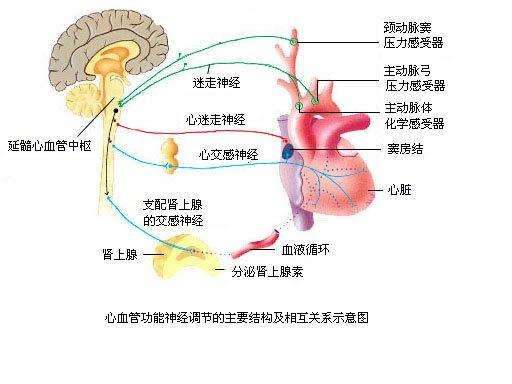 颈动脉窦
压力感受器
迷走神经
主动脉弓
压力感受器
主动脉体
化学感受器
心迷走神经
延髓心血管中枢
窦房结
心交感神经
心脏
支配肾上腺
的交感神经
肾上腺
血液循环
分泌肾上腺素
心血管功能神经调节的主要结构及相互关系示意图